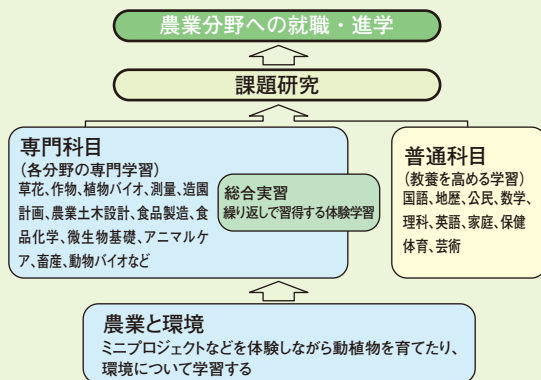 農業分野への就職・進学
課題研究
専門科目
(各分野の専門学習)
草花、作物、植物バイオ、測量、造園
計画、農業土木設計、食品製造、食
品化学、微生物基礎、アニマルケ
ア、畜産、動物バイオなど
総合実習
繰り返しで習得する体験学習
普通科目
(教養を高める学習)
国語、地歴、公民、数学、
理科、英語、家庭、保健
体育、芸術
農業と環境
ミニプロジェクトなどを体験しながら動植物を育てたり、
環境について学習する